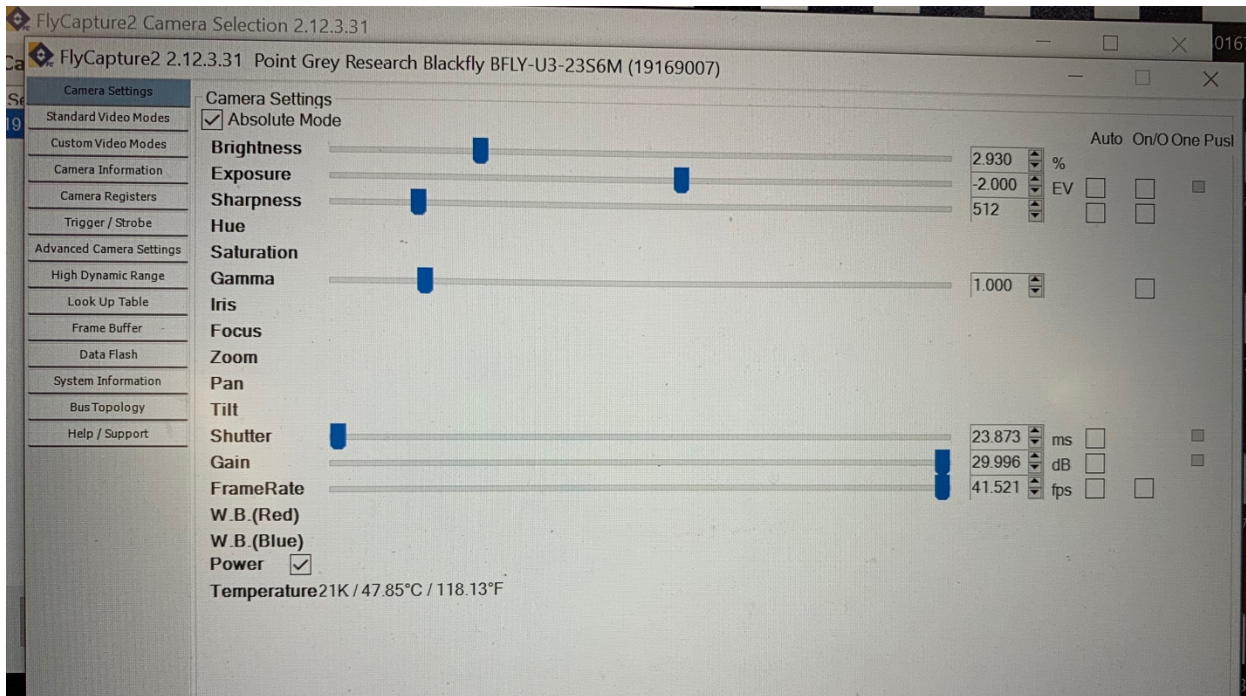 FlyCapture2 Camera Selection 2.12.3.31
FlyCapture2 2.12.3.31 Point Grey Research Blackfly BFLY-U3-23S6M (19169007)
Camera Settings
Standard Video Modes
Custom Video Modes
Camera Information
Camera Registers
Trigger / Strobe
Advanced Camera Settings
High Dynamic Range
Look Up Table
Frame Buffer
Data Flash
System Information
Bus Topology
Help / Support
Camera Settings
Absolute Mode
Auto On/O One Pusl
Brightness 2.930 %
Exposure -2.000 EV
Sharpness 512
Hue
Saturation
Gamma 1.000
Iris
Focus
Zoom
Pan
Tilt
Shutter 23.873 ms
Gain 29.996 dB
FrameRate 41.521 fps
W.B.(Red)
W.B.(Blue)
Power
Temperature 21K / 47.85°C / 118.13°F